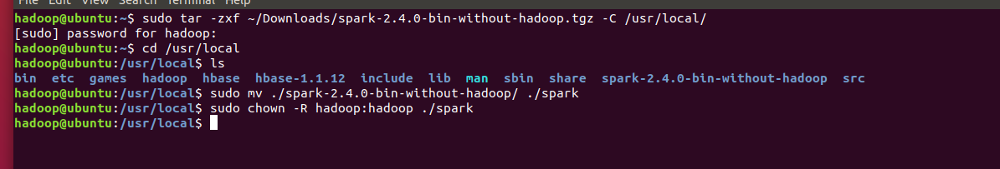 File Edit View Search Terminal Help
hadoop@ubuntu:~$ sudo tar -zxf ~/Downloads/spark-2.4.0-bin-without-hadoop.tgz -C /usr/local/
[sudo] password for hadoop:
hadoop@ubuntu:~$ cd /usr/local
hadoop@ubuntu:/usr/local$ ls
bin etc games hadoop hbase hbase-1.1.12 include lib man sbin share spark-2.4.0-bin-without-hadoop src
hadoop@ubuntu:/usr/local$ sudo mv ./spark-2.4.0-bin-without-hadoop/ ./spark
hadoop@ubuntu:/usr/local$ sudo chown -R hadoop:hadoop ./spark
hadoop@ubuntu:/usr/local$